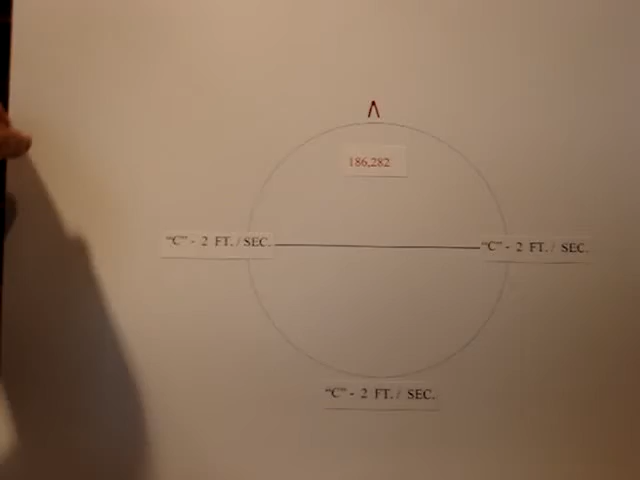 Λ
186,282
"C" - 2 FT. / SEC.
"C" - 2 FT. / SEC.
"C" - 2 FT. / SEC.